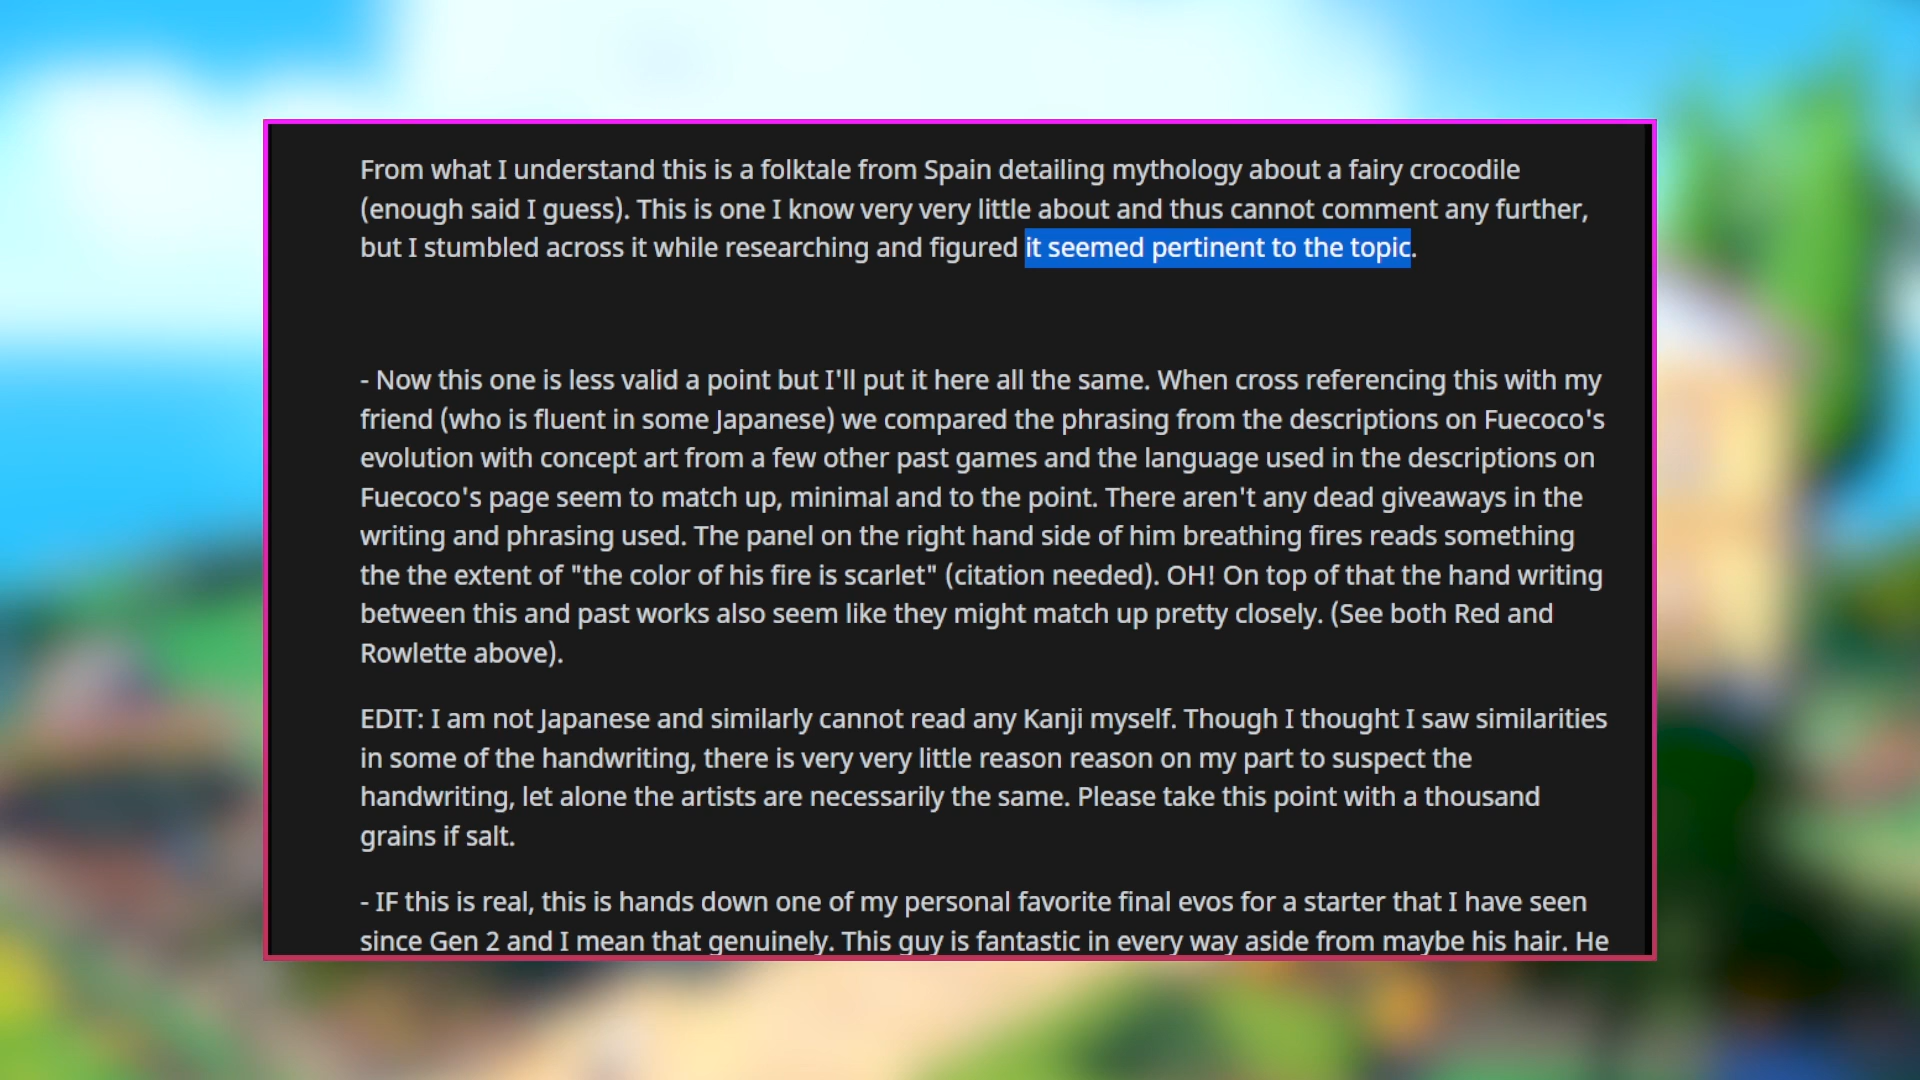 From what I understand this is a folktale from Spain detailing mythology about a fairy crocodile
(enough said I guess). This is one I know very very little about and thus cannot comment any further,
but I stumbled across it while researching and figured it seemed pertinent to the topic.
- Now this one is less valid a point but I'll put it here all the same. When cross referencing this with my
friend (who is fluent in some Japanese) we compared the phrasing from the descriptions on Fuecoco's
evolution with concept art from a few other past games and the language used in the descriptions on
Fuecoco's page seem to match up, minimal and to the point. There aren't any dead giveaways in the
writing and phrasing used. The panel on the right hand side of him breathing fires reads something
the the extent of "the color of his fire is scarlet" (citation needed). OH! On top of that the hand writing
between this and past works also seem like they might match up pretty closely. (See both Red and
Rowlette above).
EDIT: I am not Japanese and similarly cannot read any Kanji myself. Though I thought I saw similarities
in some of the handwriting, there is very very little reason reason on my part to suspect the
handwriting, let alone the artists are necessarily the same. Please take this point with a thousand
grains if salt.
- IF this is real, this is hands down one of my personal favorite final evos for a starter that I have seen
since Gen 2 and I mean that genuinely. This guy is fantastic in every way aside from maybe his hair. He